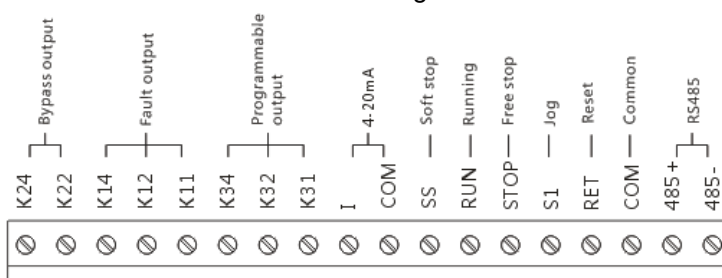 Bypass output
Fault output
Programmable
output
4-20mA
Soft stop
Running
Free stop
Jog
Reset
Common
RS485
K24
K22
K14
K12
K11
K34
K32
K31
I
COM
SS
RUN
STOP
S1
RET
COM
485+
485-